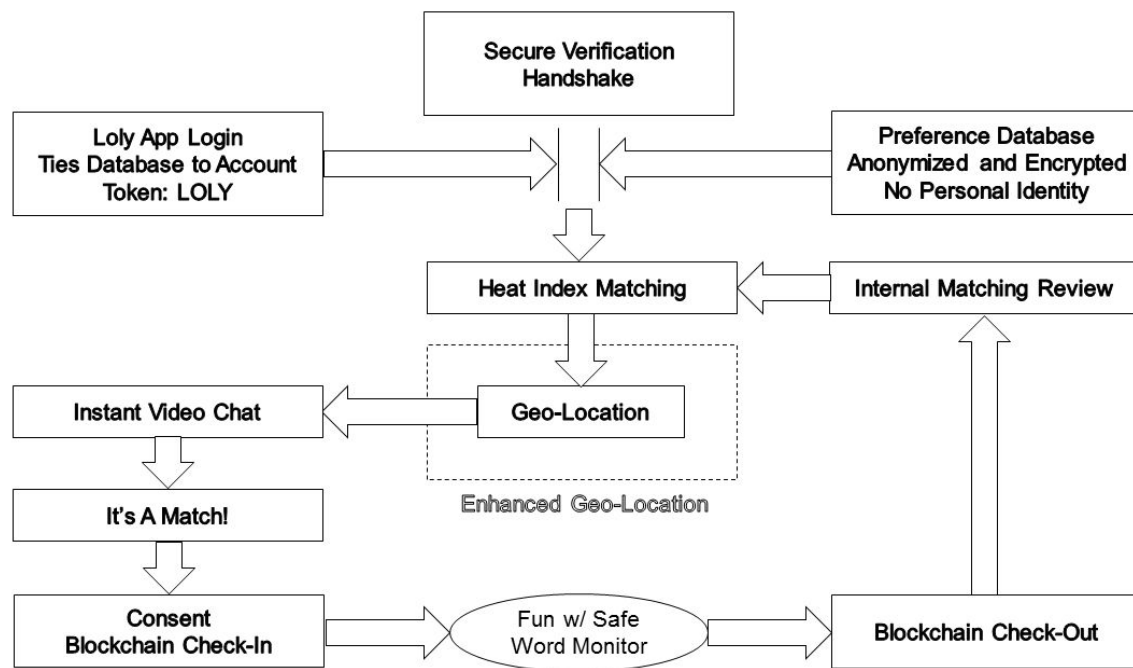 Secure Verification
Handshake
Loly App Login
Ties Database to Account
Token: LOLY
Preference Database
Anonymized and Encrypted
No Personal Identity
Heat Index Matching
Internal Matching Review
Instant Video Chat
Geo-Location
Enhanced Geo-Location
It's A Match!
Consent
Blockchain Check-In
Fun w/ Safe
Word Monitor
Blockchain Check-Out